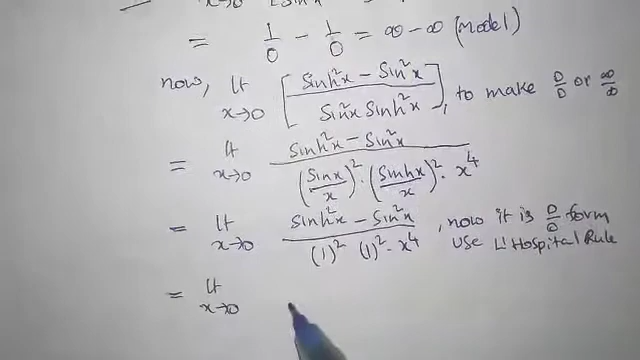 x→0
= 1/0 - 1/0 = ∞ - ∞ (model)
now, lt x→0 [sinh²x - sin²x / sin²x sinh²x], to make 0/0 or ∞/∞
= lt x→0 sinh²x - sin²x / (sinx/x)² · (sinhx/x)² · x⁴
= lt x→0 sinh²x - sin²x / (1)² (1)² · x⁴, now it is 0/0 form
use L' Hospital Rule
= lt x→0